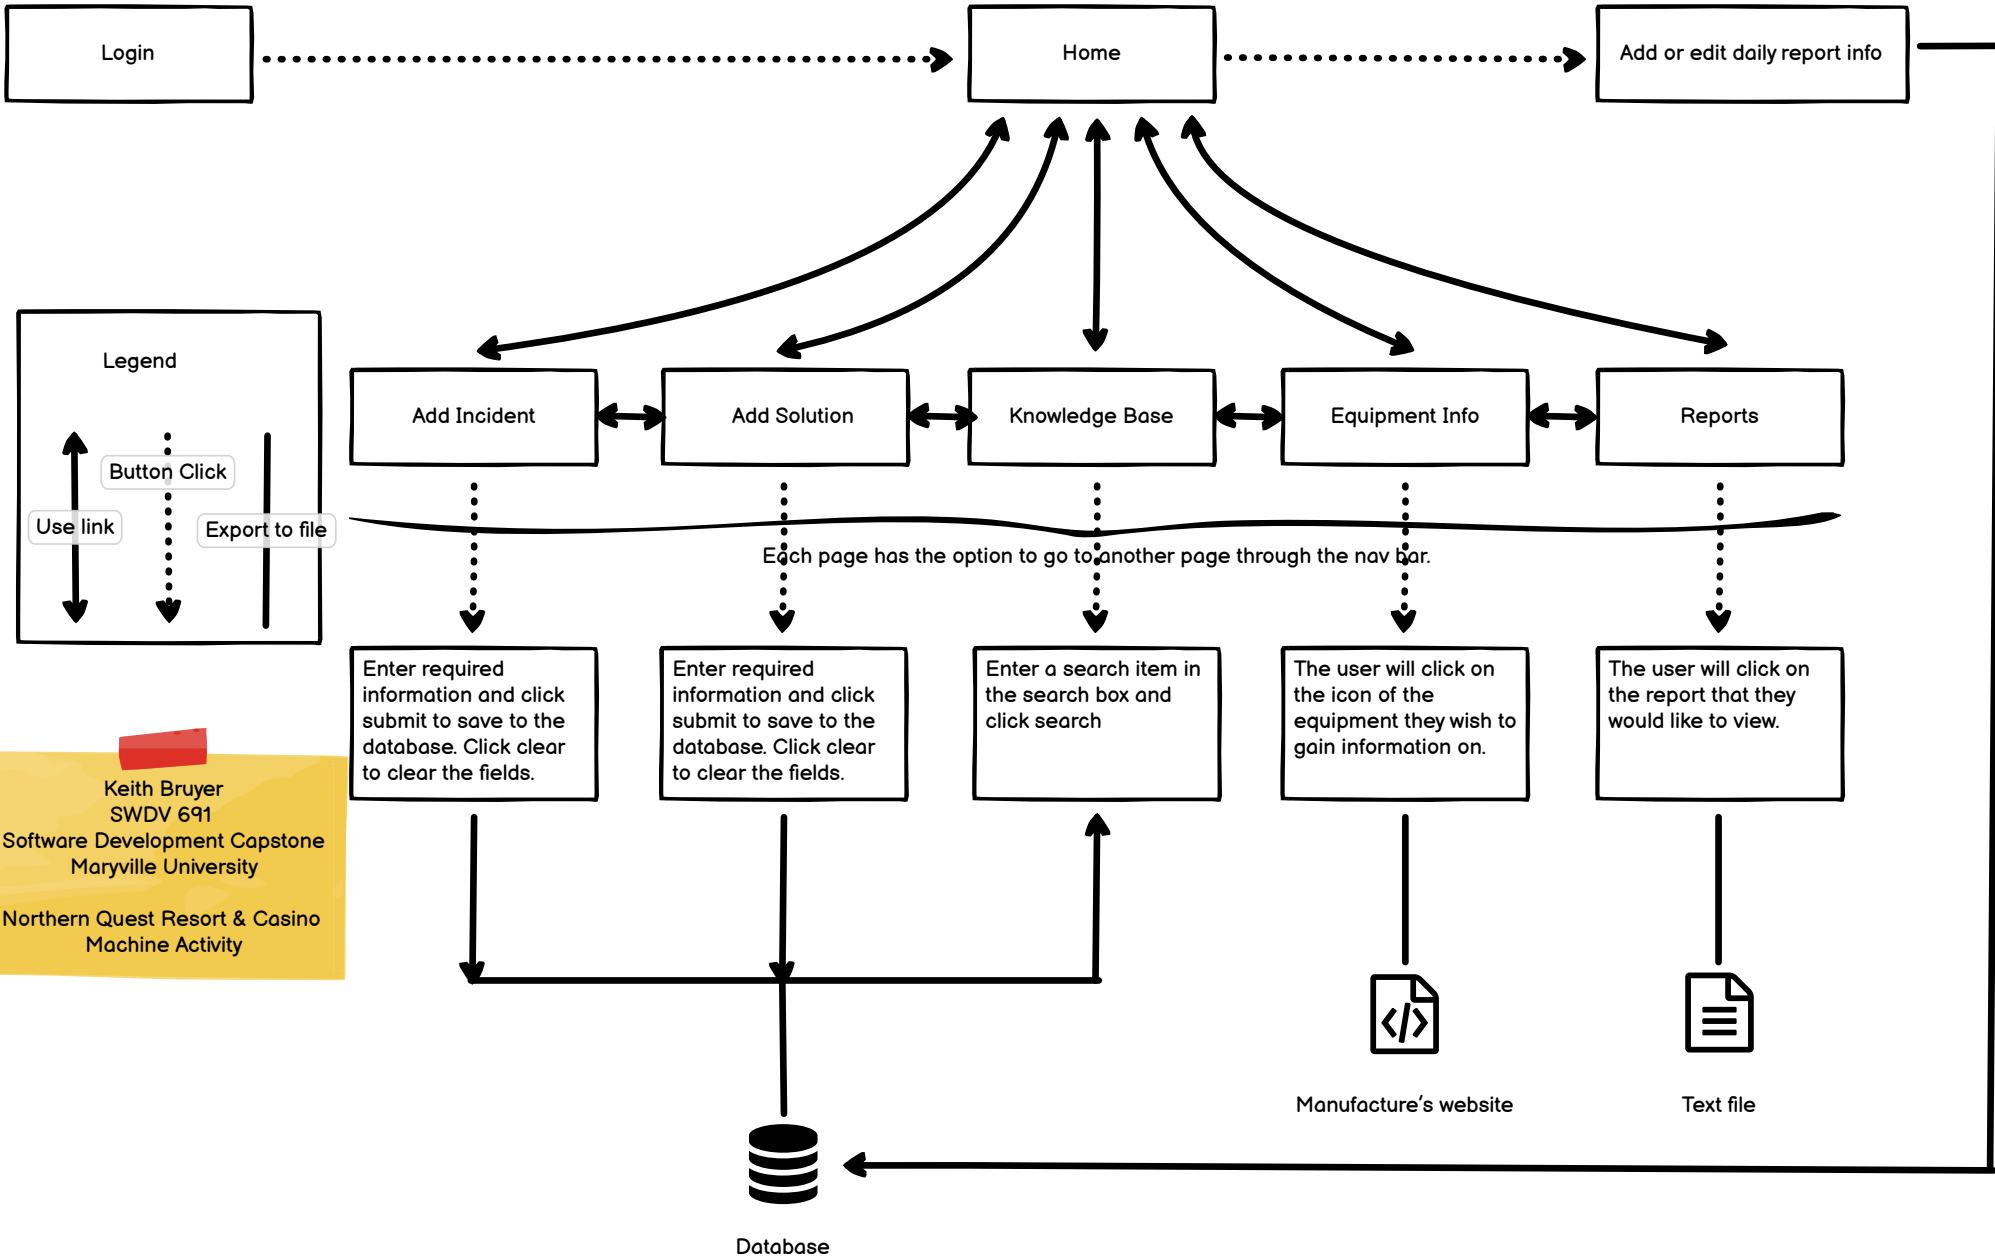 Login
Home
Add or edit daily report info
Legend
Button Click
Use link
Export to file
Add Incident
Add Solution
Knowledge Base
Equipment Info
Reports
Each page has the option to go to another page through the nav bar.
Enter required
information and click
submit to save to the
database. Click clear
to clear the fields.
Enter required
information and click
submit to save to the
database. Click clear
to clear the fields.
Enter a search item in
the search box and
click search
The user will click on
the icon of the
equipment they wish to
gain information on.
The user will click on
the report that they
would like to view.
Keith Bruyer
SWDV 691
Software Development Capstone
Maryville University
Northern Quest Resort & Casino
Machine Activity
</>
Manufacture's website
Text file
Database